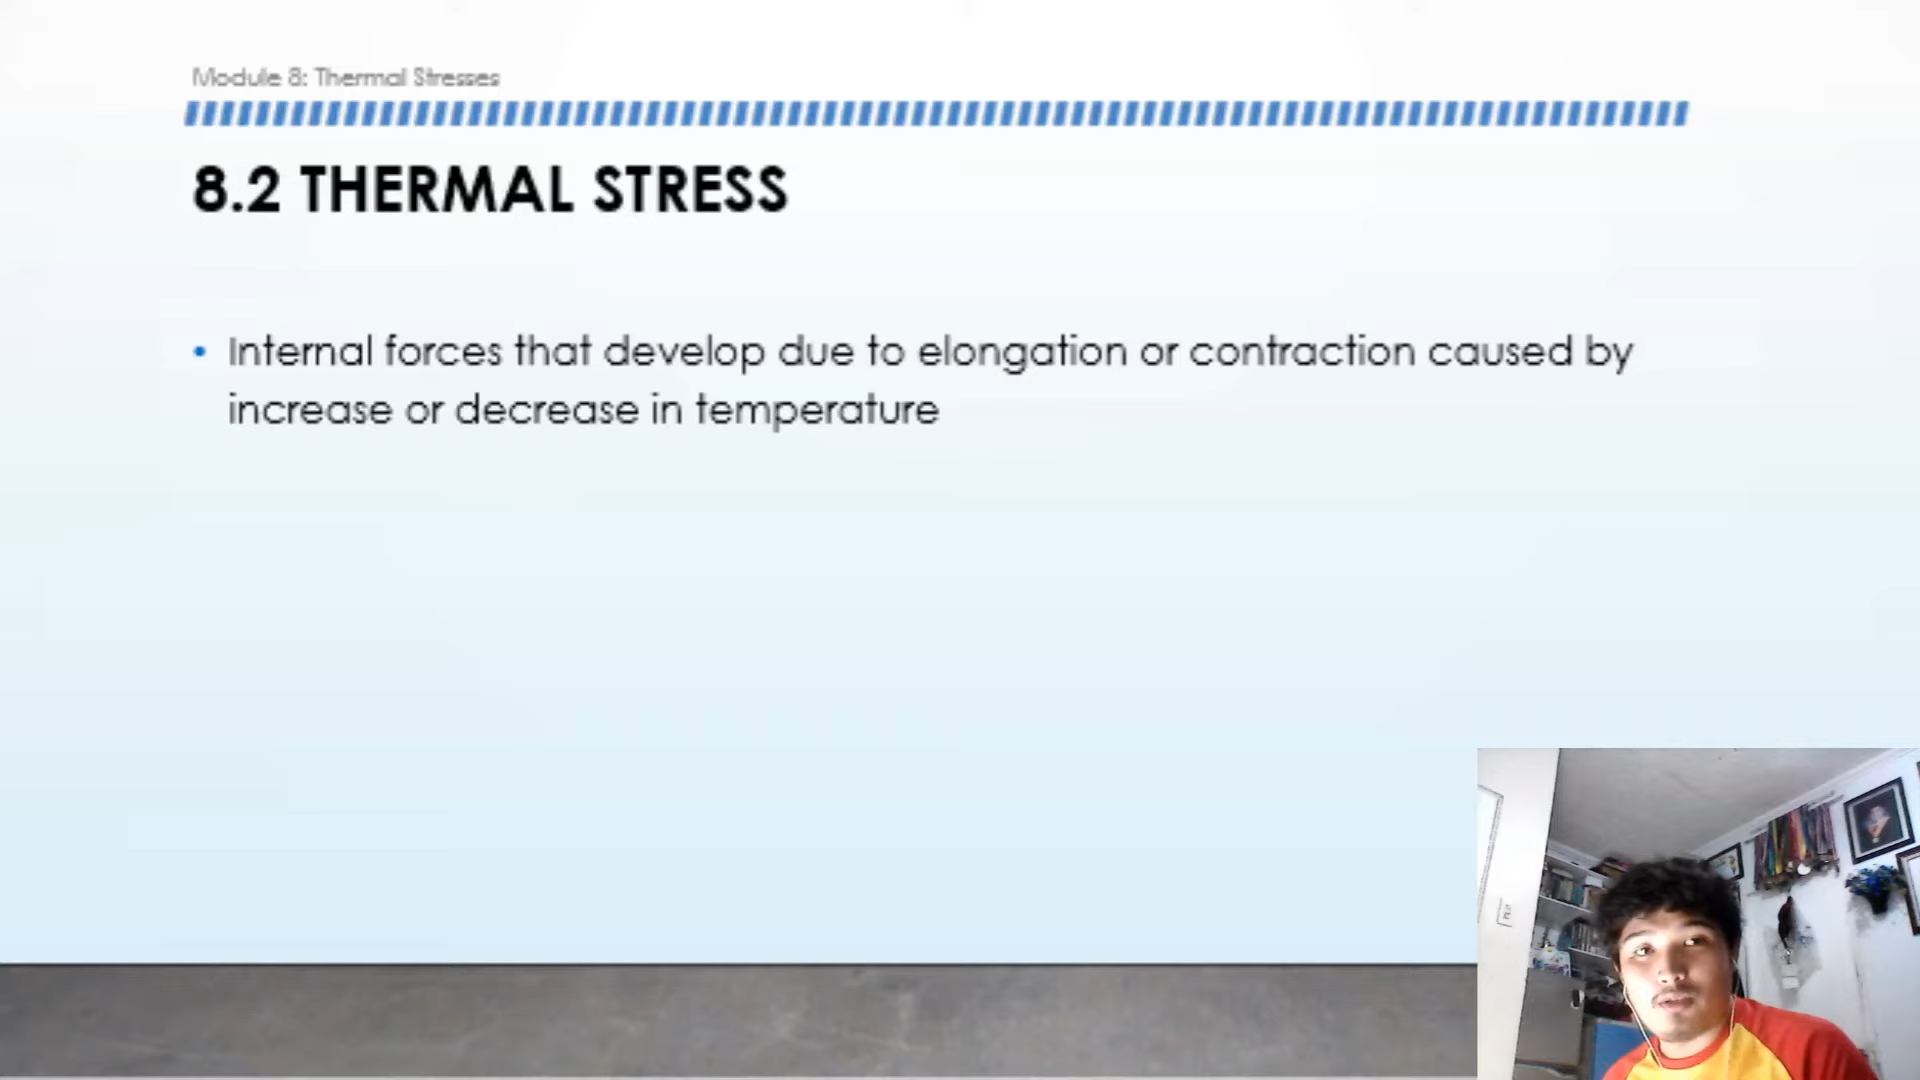 Module 8: Thermal Stresses
8.2 THERMAL STRESS
• Internal forces that develop due to elongation or contraction caused by
increase or decrease in temperature